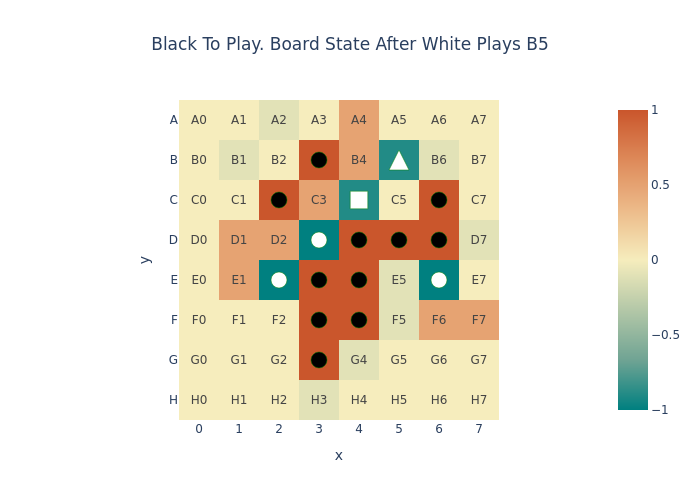 Black To Play. Board State After White Plays B5
A A0 A1 A2 A3 A4 A5 A6 A7
B B0 B1 B2 B4 B6 B7
C C0 C1 C3 C5 C7
D D0 D1 D2 D7
E E0 E1 E5 E7
F F0 F1 F2 F5 F6 F7
G G0 G1 G2 G4 G5 G6 G7
H H0 H1 H2 H3 H4 H5 H6 H7
0 1 2 3 4 5 6 7
x
y
1
0.5
0
−0.5
−1